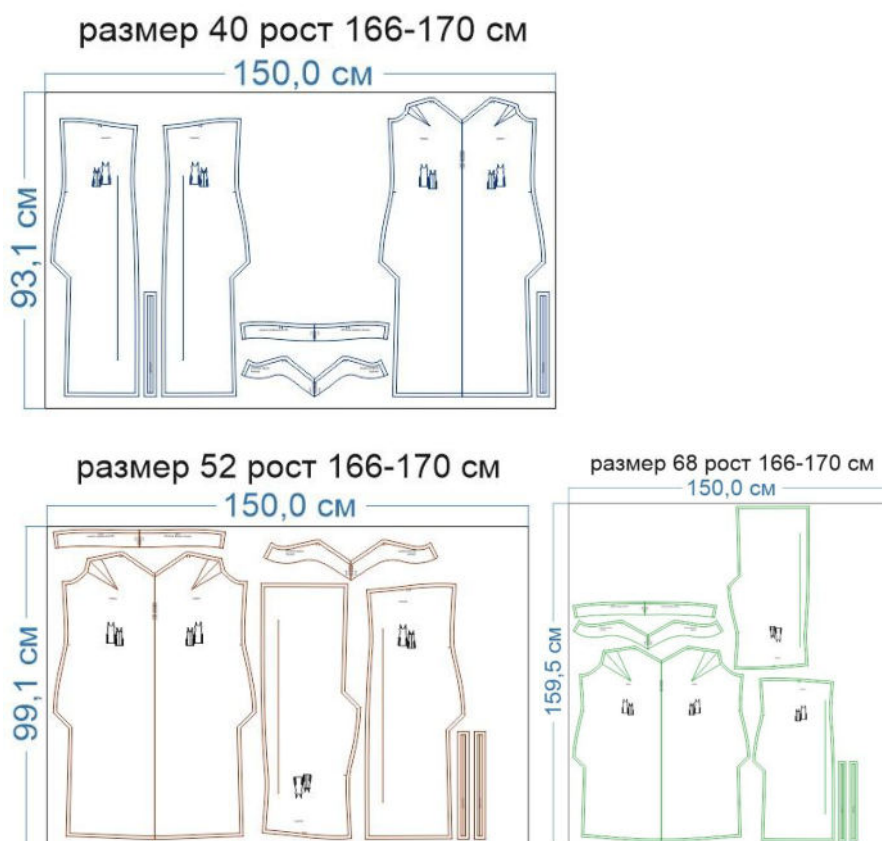 размер 40 рост 166-170 см
150,0 см
93,1 см
размер 52 рост 166-170 см
150,0 см
99,1 см
размер 68 рост 166-170 см
150,0 см
159,5 см